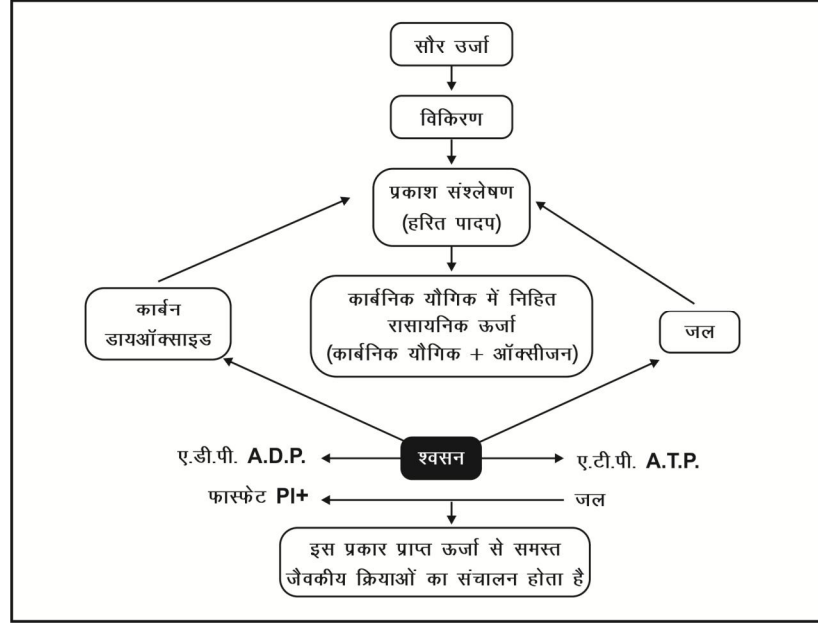 सौर उर्जा
विकिरण
प्रकाश संश्लेषण
(हरित पादप)
कार्बनिक यौगिक में निहित
रासायनिक ऊर्जा
(कार्बनिक यौगिक + ऑक्सीजन)
कार्बन
डायऑक्साइड
जल
ए.डी.पी. A.D.P.
श्वसन
ए.टी.पी. A.T.P.
फास्फेट PI+
जल
इस प्रकार प्राप्त ऊर्जा से समस्त
जैवकीय क्रियाओं का संचालन होता है